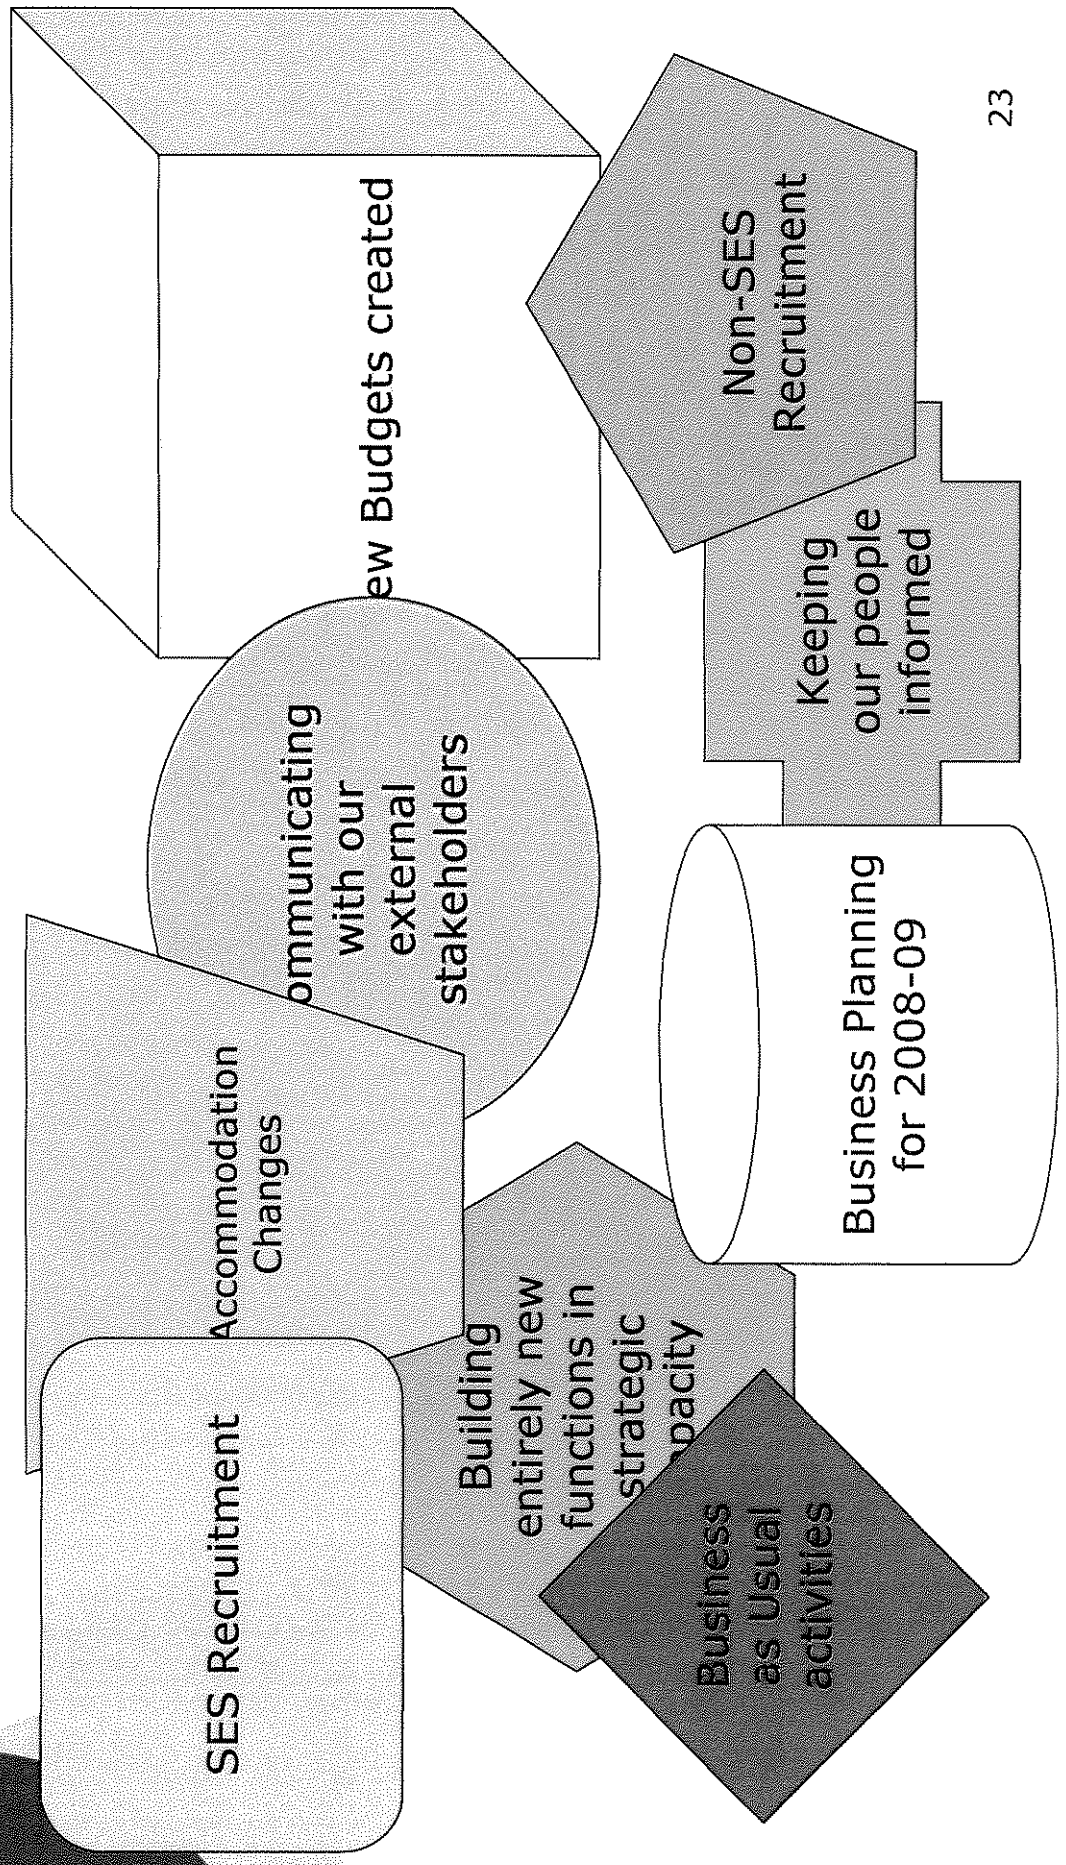 SES Recruitment
Accommodation
Changes
ommunicating
with our
external
stakeholders
ew Budgets created
Building
entirely new
functions in
strategic
pacity
Business
as Usual
activities
Business Planning
for 2008-09
Keeping
our people
informed
Non-SES
Recruitment
23